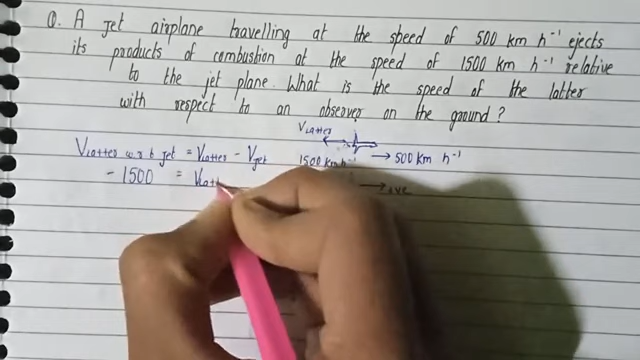 Q. A jet airplane travelling at the speed of 500 km h⁻¹ ejects
its products of combustion at the speed of 1500 km h⁻¹ relative
to the jet plane. What is the speed of the latter
with respect to an observer on the ground?
Vlatter
Vlatter w.r.t jet = Vlatter - Vjet
1500 km h⁻¹ → 500 km h⁻¹
- 1500 = Vlatt
→ +ve